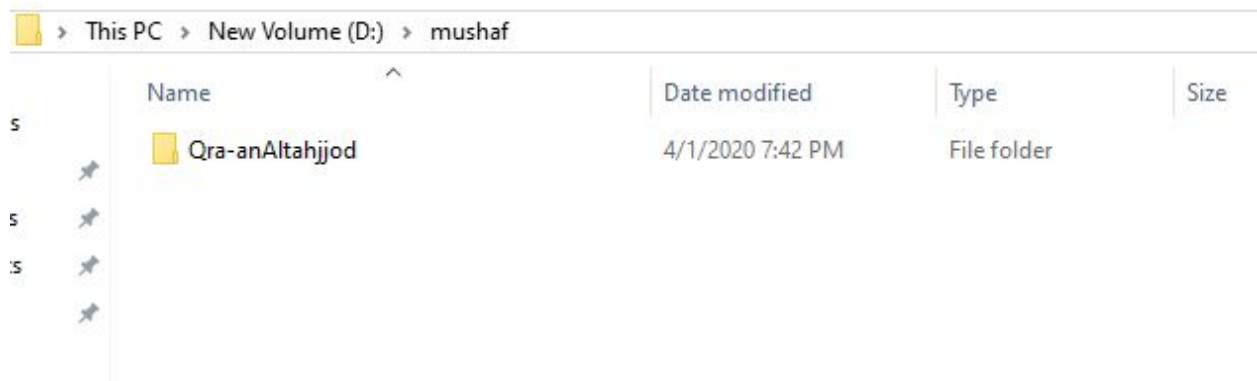 > This PC > New Volume (D:) > mushaf
Name Date modified Type Size
s
Qra-anAltahjjod 4/1/2020 7:42 PM File folder
s
:s